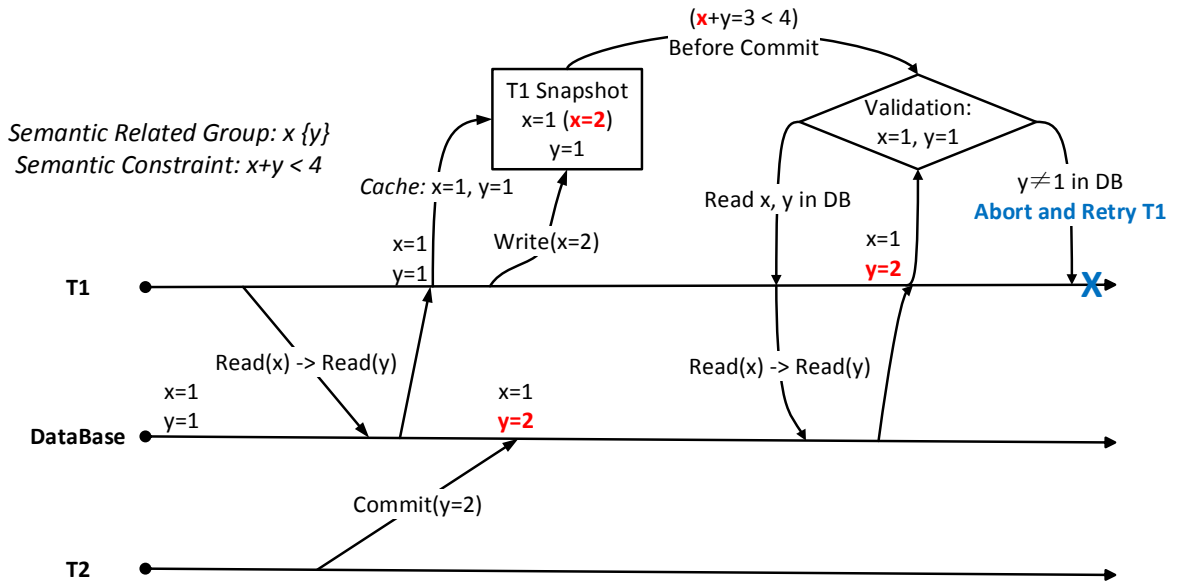 (x+y=3 < 4)
Before Commit
T1 Snapshot
x=1 (x=2)
y=1
Validation:
x=1, y=1
Semantic Related Group: x {y}
Semantic Constraint: x+y < 4
Cache: x=1, y=1
Read x, y in DB
y≠1 in DB
Abort and Retry T1
x=1
y=1
Write(x=2)
x=1
y=2
T1
X
Read(x) -> Read(y)
Read(x) -> Read(y)
x=1
y=1
x=1
y=2
DataBase
Commit(y=2)
T2